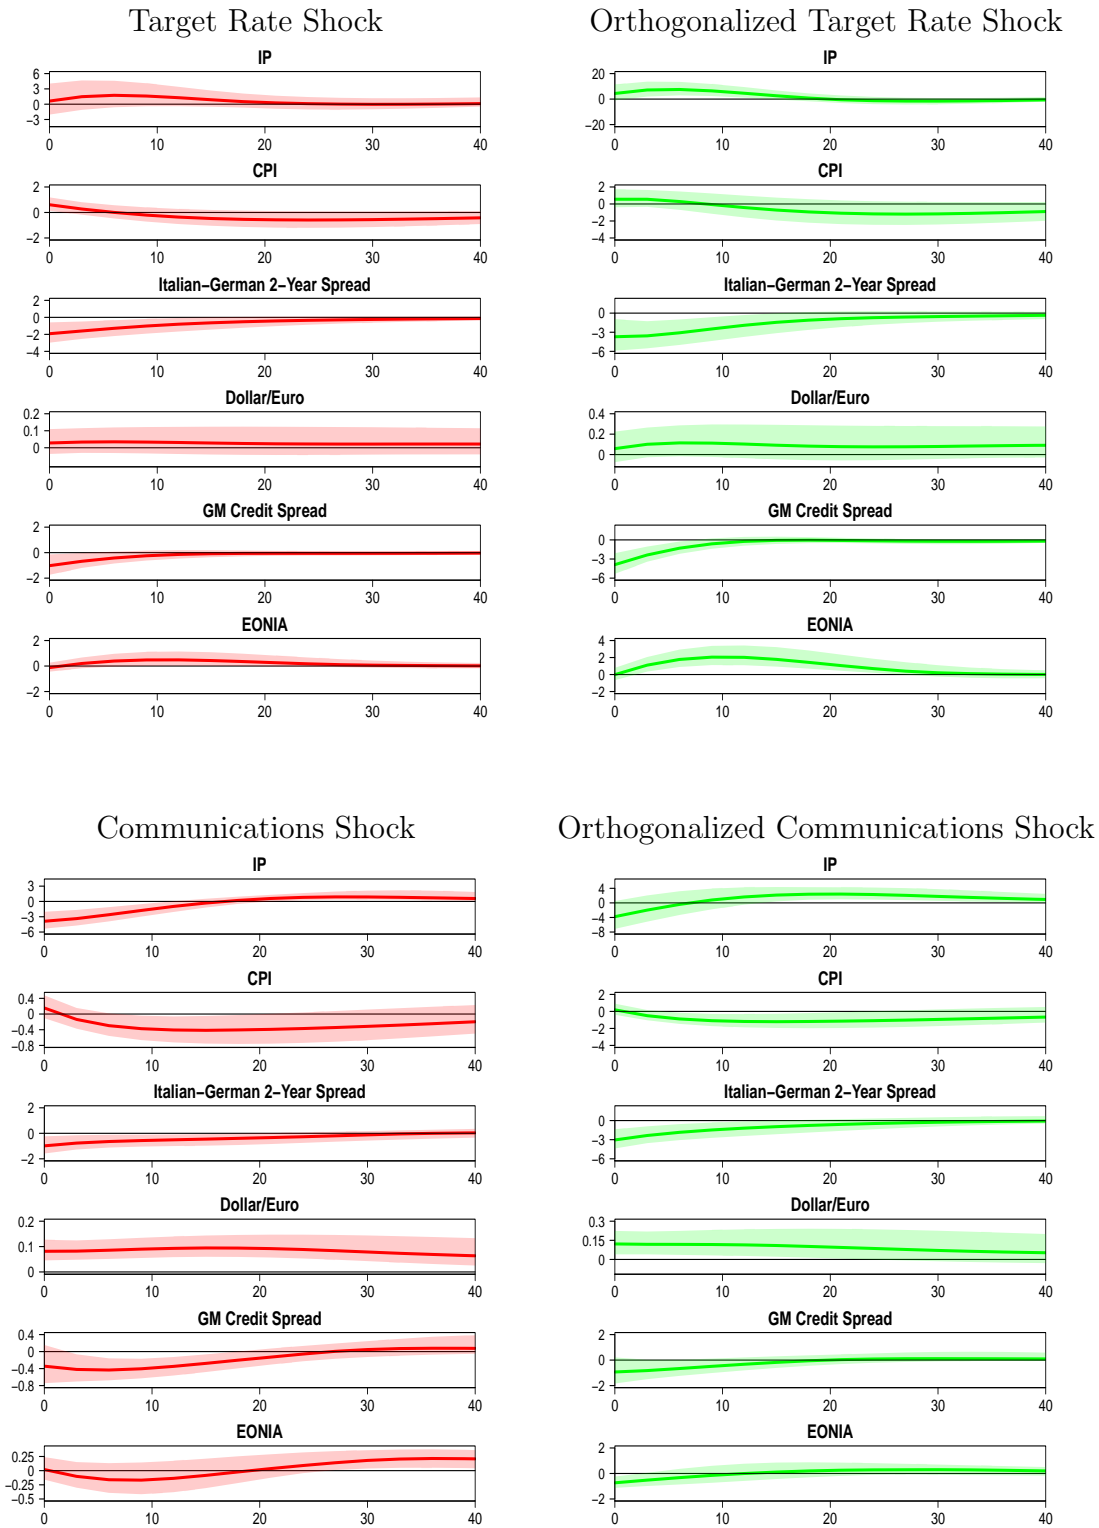 Target Rate Shock
IP
6
3
0
−3
0 10 20 30 40
CPI
2
0
−2
0 10 20 30 40
Italian−German 2−Year Spread
2
0
−2
−4
0 10 20 30 40
Dollar/Euro
0.2
0.1
0
0 10 20 30 40
GM Credit Spread
2
0
−2
0 10 20 30 40
EONIA
2
0
−2
0 10 20 30 40
Orthogonalized Target Rate Shock
IP
20
0
−20
0 10 20 30 40
CPI
2
0
−2
−4
0 10 20 30 40
Italian−German 2−Year Spread
0
−3
−6
0 10 20 30 40
Dollar/Euro
0.4
0.2
0
0 10 20 30 40
GM Credit Spread
0
−3
−6
0 10 20 30 40
EONIA
4
2
0
−2
0 10 20 30 40
Communications Shock
IP
3
0
−3
−6
0 10 20 30 40
CPI
0.4
0
−0.4
−0.8
0 10 20 30 40
Italian−German 2−Year Spread
2
0
−2
0 10 20 30 40
Dollar/Euro
0.2
0.1
0
0 10 20 30 40
GM Credit Spread
0.4
0
−0.4
−0.8
0 10 20 30 40
EONIA
0.25
0
−0.25
−0.5
0 10 20 30 40
Orthogonalized Communications Shock
IP
4
0
−4
−8
0 10 20 30 40
CPI
2
0
−2
−4
0 10 20 30 40
Italian−German 2−Year Spread
0
−3
−6
0 10 20 30 40
Dollar/Euro
0.3
0.15
0
0 10 20 30 40
GM Credit Spread
2
0
−2
0 10 20 30 40
EONIA
2
0
−2
0 10 20 30 40